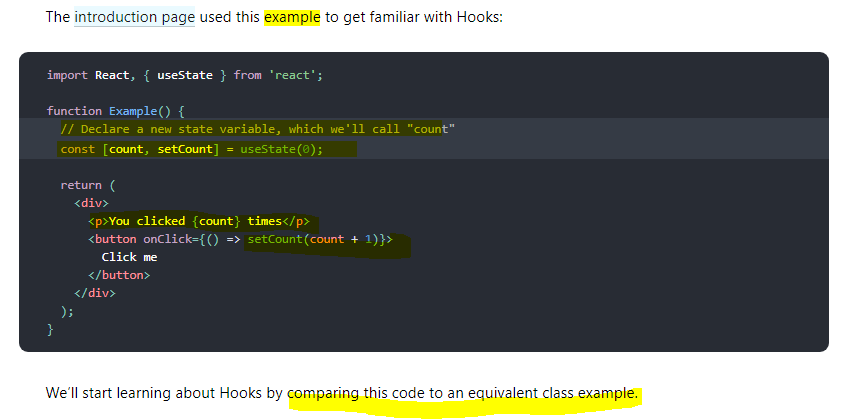 The introduction page used this example to get familiar with Hooks:
import React, { useState } from 'react';
function Example() {
// Declare a new state variable, which we'll call "count"
const [count, setCount] = useState(0);
return (
<div>
<p>You clicked {count} times</p>
<button onClick={() => setCount(count + 1)}>
Click me
</button>
</div>
);
}
We’ll start learning about Hooks by comparing this code to an equivalent class example.